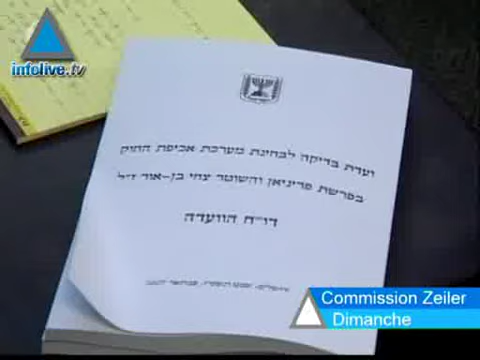 infolive.tv
ועדת בדיקה לבחינת מערכת אכיפת החוק
בפרשת פריניאן והשוטר צחי בן-אור ז"ל
דו"ח הוועדה
ירושלים,
Commission Zeiler
Dimanche